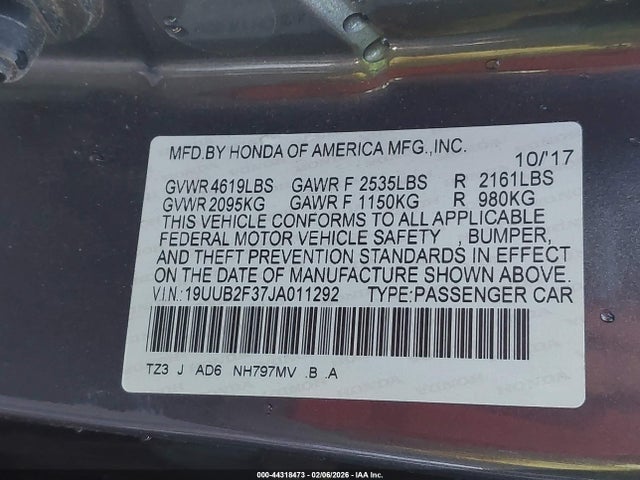 MFD.BY HONDA OF AMERICA MFG.,INC.
10/'17
GVWR 4619LBS GAWR F 2535LBS R 2161LBS
GVWR 2095KG GAWR F 1150KG R 980KG
THIS VEHICLE CONFORMS TO ALL APPLICABLE
FEDERAL MOTOR VEHICLE SAFETY , BUMPER,
AND THEFT PREVENTION STANDARDS IN EFFECT
ON THE DATE OF MANUFACTURE SHOWN ABOVE.
V.I.N.:19UUB2F37JA011292 TYPE:PASSENGER CAR
TZ3 J AD6 NH797MV .B .A
000-44318473 - 02/06/2026 - IAA Inc.